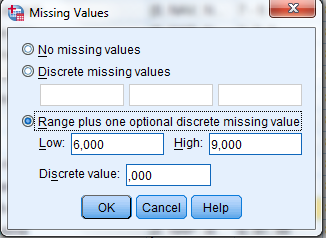 Missing Values
No missing values
Discrete missing values
Range plus one optional discrete missing value
Low: 6,000 High: 9,000
Discrete value: ,000
OK Cancel Help